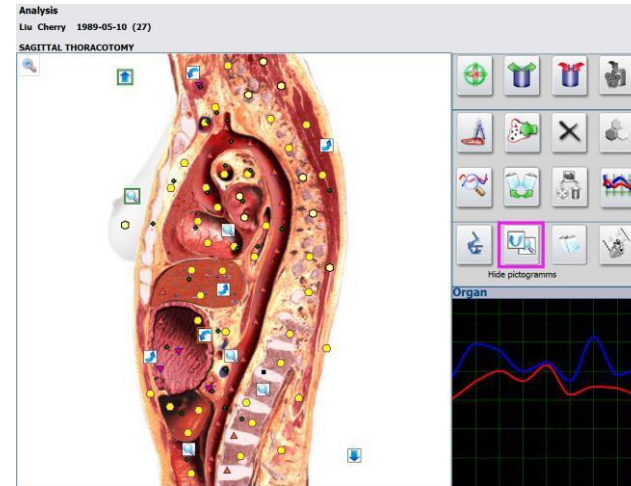 Analysis
Liu Cherry 1989-05-10 (27)
SAGITTAL THORACOTOMY
Hide pictogramms
Organ